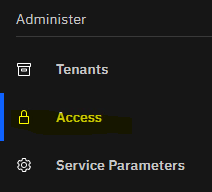 Administer
Tenants
Access
Service Parameters